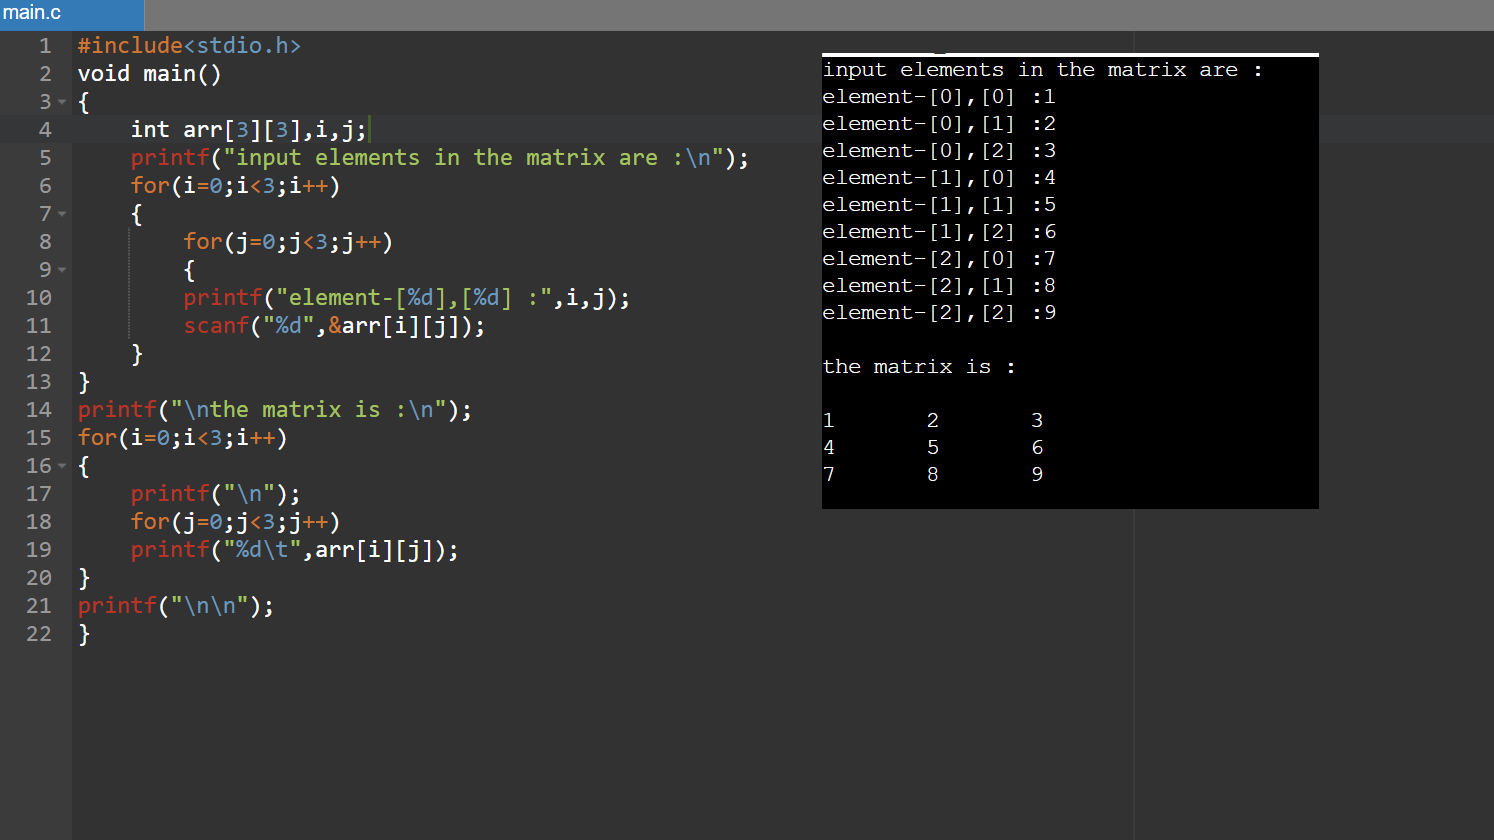 main.c
1 #include<stdio.h>
2 void main()
3 {
4     int arr[3][3],i,j;
5     printf("input elements in the matrix are :\n");
6     for(i=0;i<3;i++)
7     {
8         for(j=0;j<3;j++)
9         {
10         printf("element-[%d],[%d] :",i,j);
11         scanf("%d",&arr[i][j]);
12     }
13 }
14 printf("\nthe matrix is :\n");
15 for(i=0;i<3;i++)
16 {
17     printf("\n");
18     for(j=0;j<3;j++)
19     printf("%d\t",arr[i][j]);
20 }
21 printf("\n\n");
22 }
input elements in the matrix are :
element-[0],[0] :1
element-[0],[1] :2
element-[0],[2] :3
element-[1],[0] :4
element-[1],[1] :5
element-[1],[2] :6
element-[2],[0] :7
element-[2],[1] :8
element-[2],[2] :9
the matrix is :
1       2       3
4       5       6
7       8       9